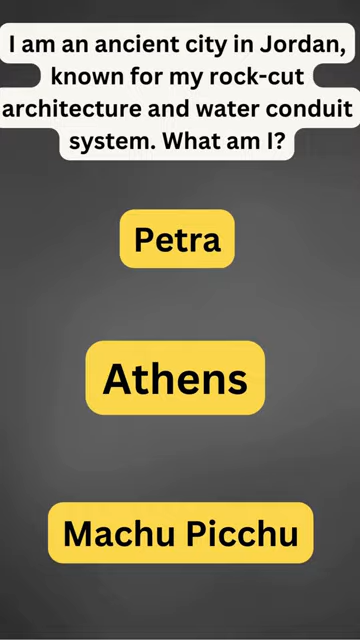 I am an ancient city in Jordan,
known for my rock-cut
architecture and water conduit
system. What am I?
Petra
Athens
Machu Picchu